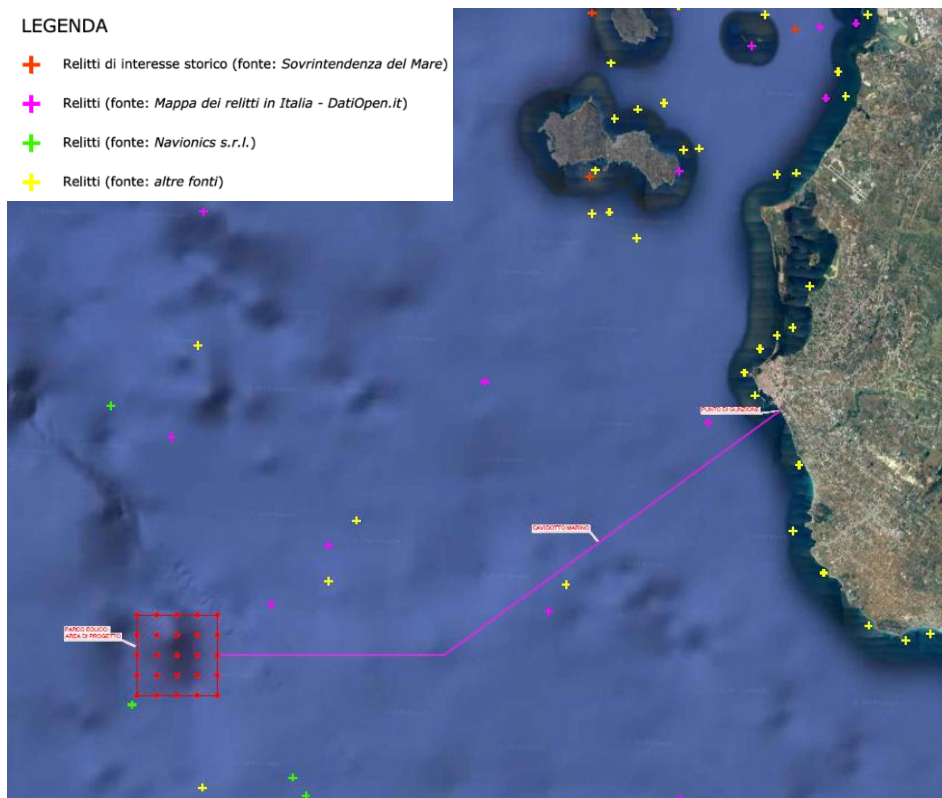 LEGENDA
Relitti di interesse storico (fonte: Sovrintendenza del Mare)
Relitti (fonte: Mappa dei relitti in Italia - DatiOpen.it)
Relitti (fonte: Navionics s.r.l.)
Relitti (fonte: altre fonti)
PUNTO DI GIUNZIONE
CAVIDOTTO MARINO
PARCO EOLICO
AREA DI PROGETTO